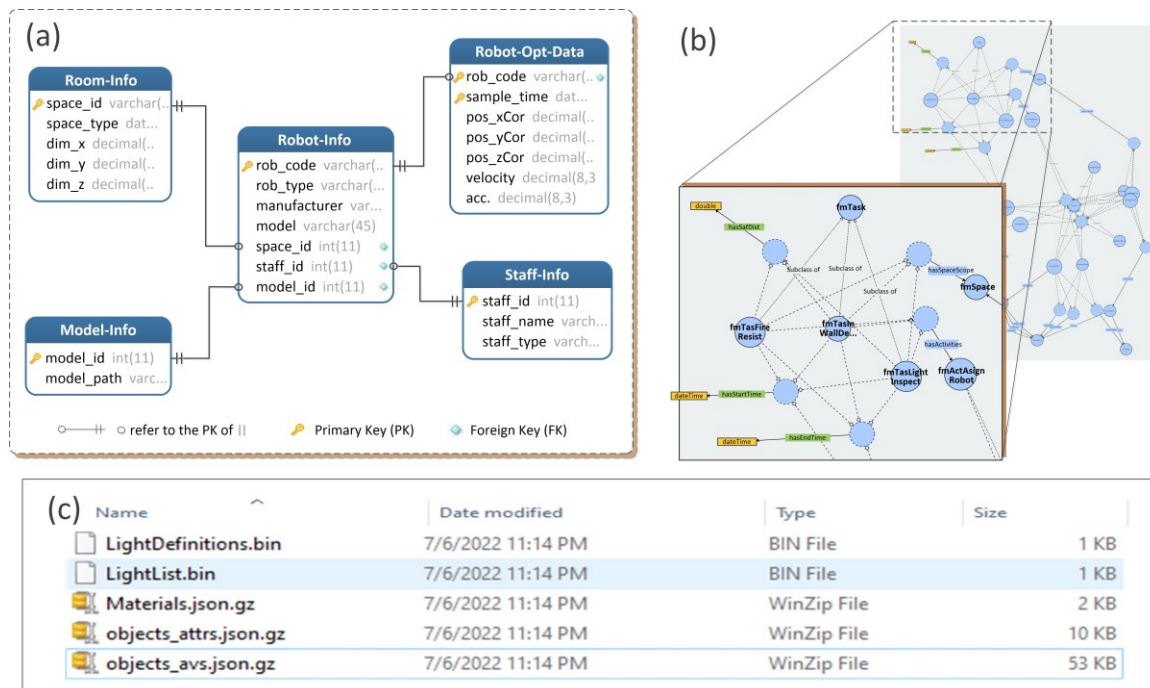 (a)
Room-Info
space_id varchar(..
space_type dat...
dim_x decimal(..
dim_y decimal(..
dim_z decimal(..
Robot-Info
rob_code varchar(..
rob_type varchar(...
manufacturer var...
model varchar(45)
space_id int(11)
staff_id int(11)
model_id int(11)
Robot-Opt-Data
rob_code varchar(..
sample_time dat...
pos_xCor decimal(..
pos_yCor decimal(..
pos_zCor decimal(..
velocity decimal(8,3
acc. decimal(8,3)
Staff-Info
staff_id int(11)
staff_name varch...
staff_type varch...
Model-Info
model_id int(11)
model_path varc...
refer to the PK of
Primary Key (PK)
Foreign Key (FK)
(b)
double
hasSafDist
fmTask
Subclass of
Subclass of
Subclass of
hasSpaceScope
fmSpace
fmTasFire
Resist
fmTasIn
WallDe...
hasActivities
fmTasLight
Inspect
fmActAsign
Robot
dateTime
hasStartTime
dateTime
hasEndTime
(c)
Name Date modified Type Size
LightDefinitions.bin 7/6/2022 11:14 PM BIN File 1 KB
LightList.bin 7/6/2022 11:14 PM BIN File 1 KB
Materials.json.gz 7/6/2022 11:14 PM WinZip File 2 KB
objects_attrs.json.gz 7/6/2022 11:14 PM WinZip File 10 KB
objects_avs.json.gz 7/6/2022 11:14 PM WinZip File 53 KB